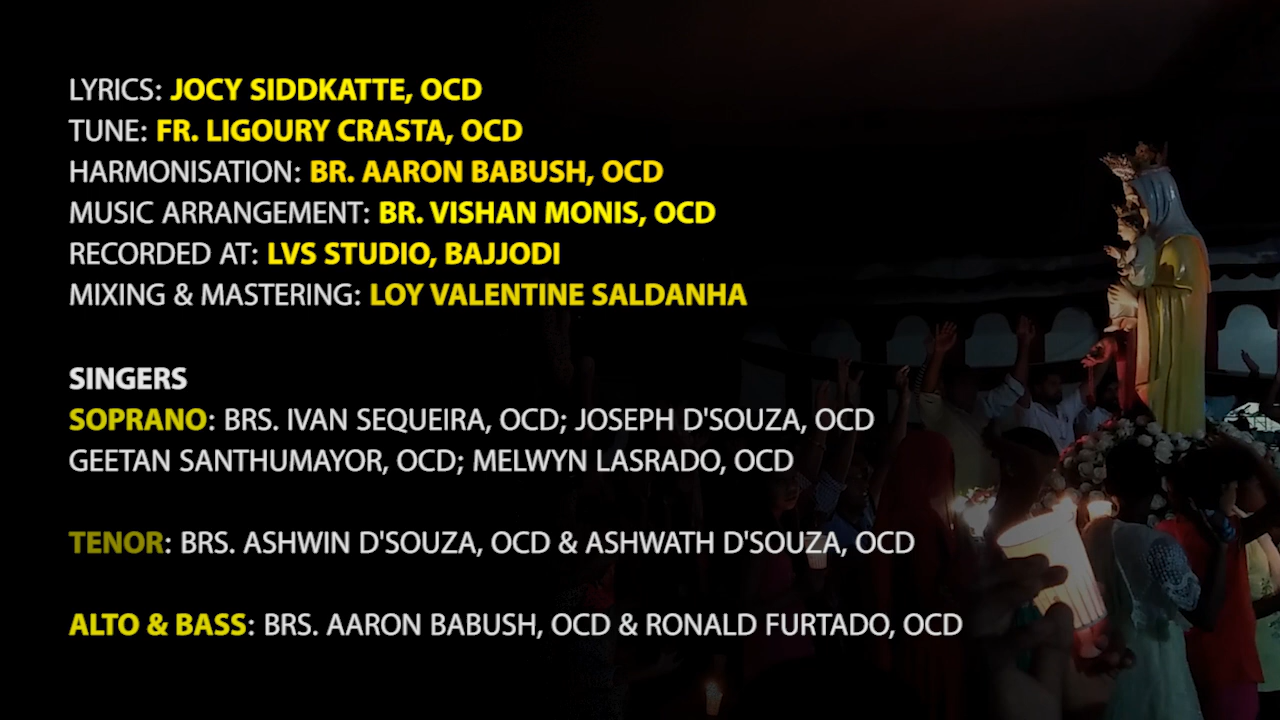 LYRICS: JOCY SIDDKATTE, OCD
TUNE: FR. LIGOURY CRASTA, OCD
HARMONISATION: BR. AARON BABUSH, OCD
MUSIC ARRANGEMENT: BR. VISHAN MONIS, OCD
RECORDED AT: LVS STUDIO, BAJJODI
MIXING & MASTERING: LOY VALENTINE SALDANHA
SINGERS
SOPRANO: BRS. IVAN SEQUEIRA, OCD; JOSEPH D'SOUZA, OCD
GEETAN SANTHUMAYOR, OCD; MELWYN LASRADO, OCD
TENOR: BRS. ASHWIN D'SOUZA, OCD & ASHWATH D'SOUZA, OCD
ALTO & BASS: BRS. AARON BABUSH, OCD & RONALD FURTADO, OCD